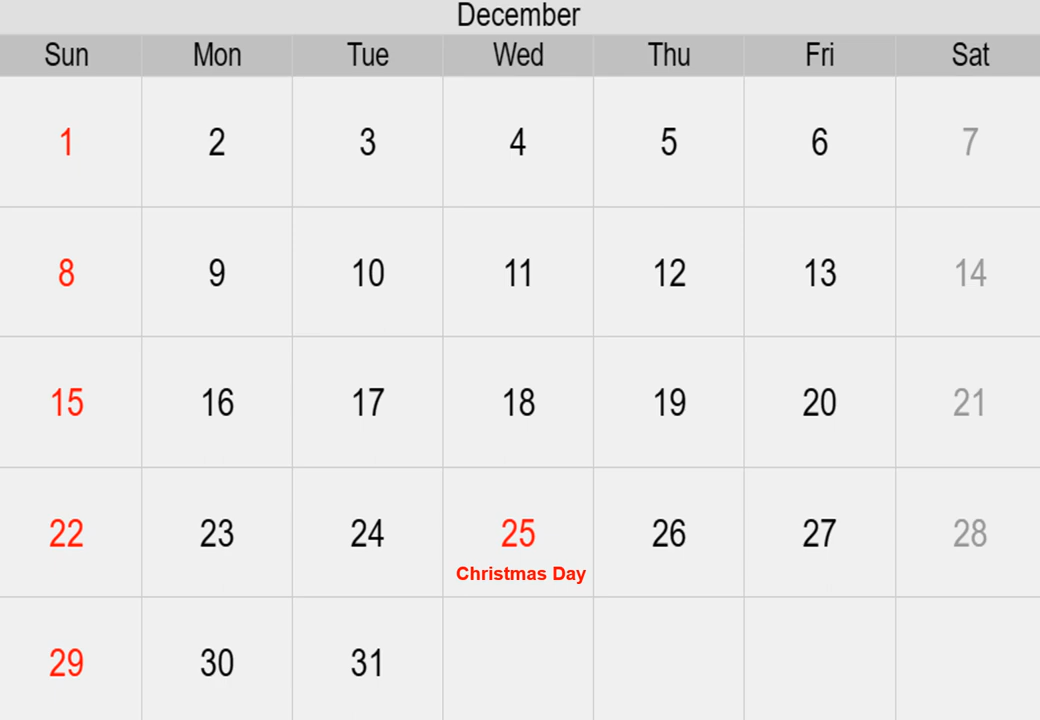 December
Sun Mon Tue Wed Thu Fri Sat
1 2 3 4 5 6 7
8 9 10 11 12 13 14
15 16 17 18 19 20 21
22 23 24 25 26 27 28
Christmas Day
29 30 31